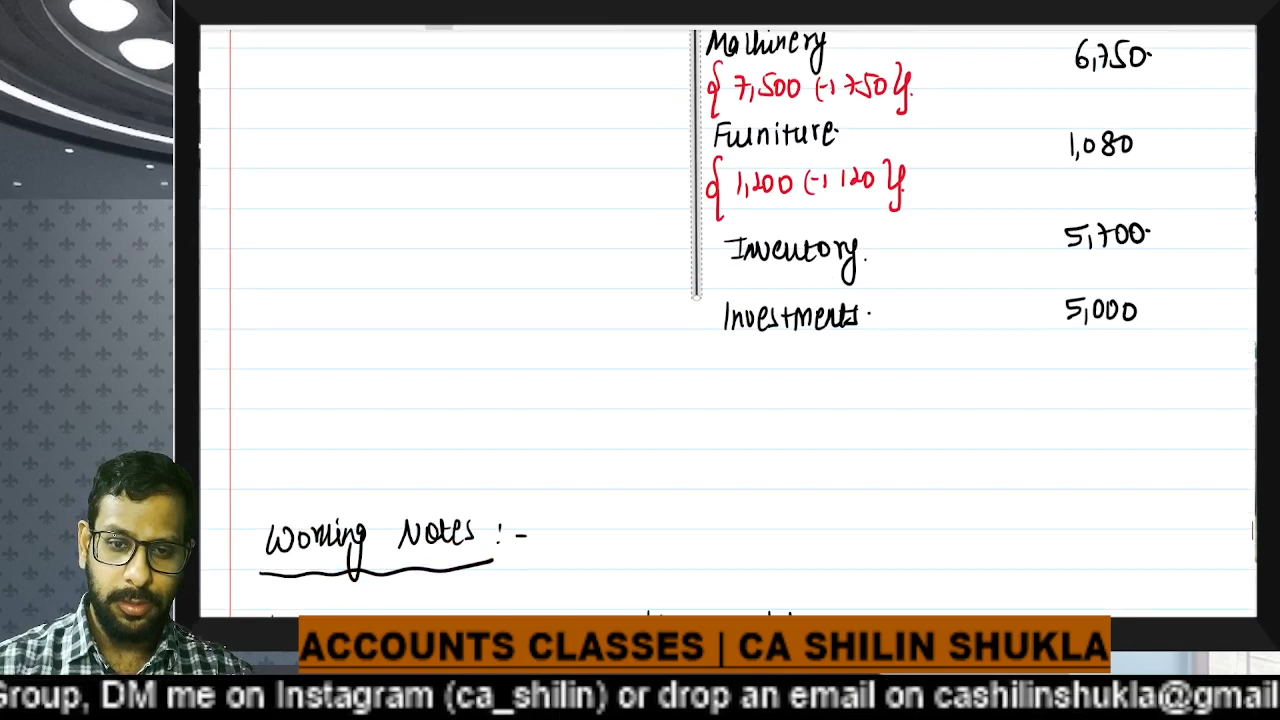 Machinery 6,750
{ 7,500 (-) 750 }
Furniture 1,080
{ 1,200 (-) 120 }
Inventory 5,700
Investments 5,000
Working Notes :-
ACCOUNTS CLASSES | CA SHILIN SHUKLA
Group, DM me on Instagram (ca_shilin) or drop an email on cashilinshukla@gmail